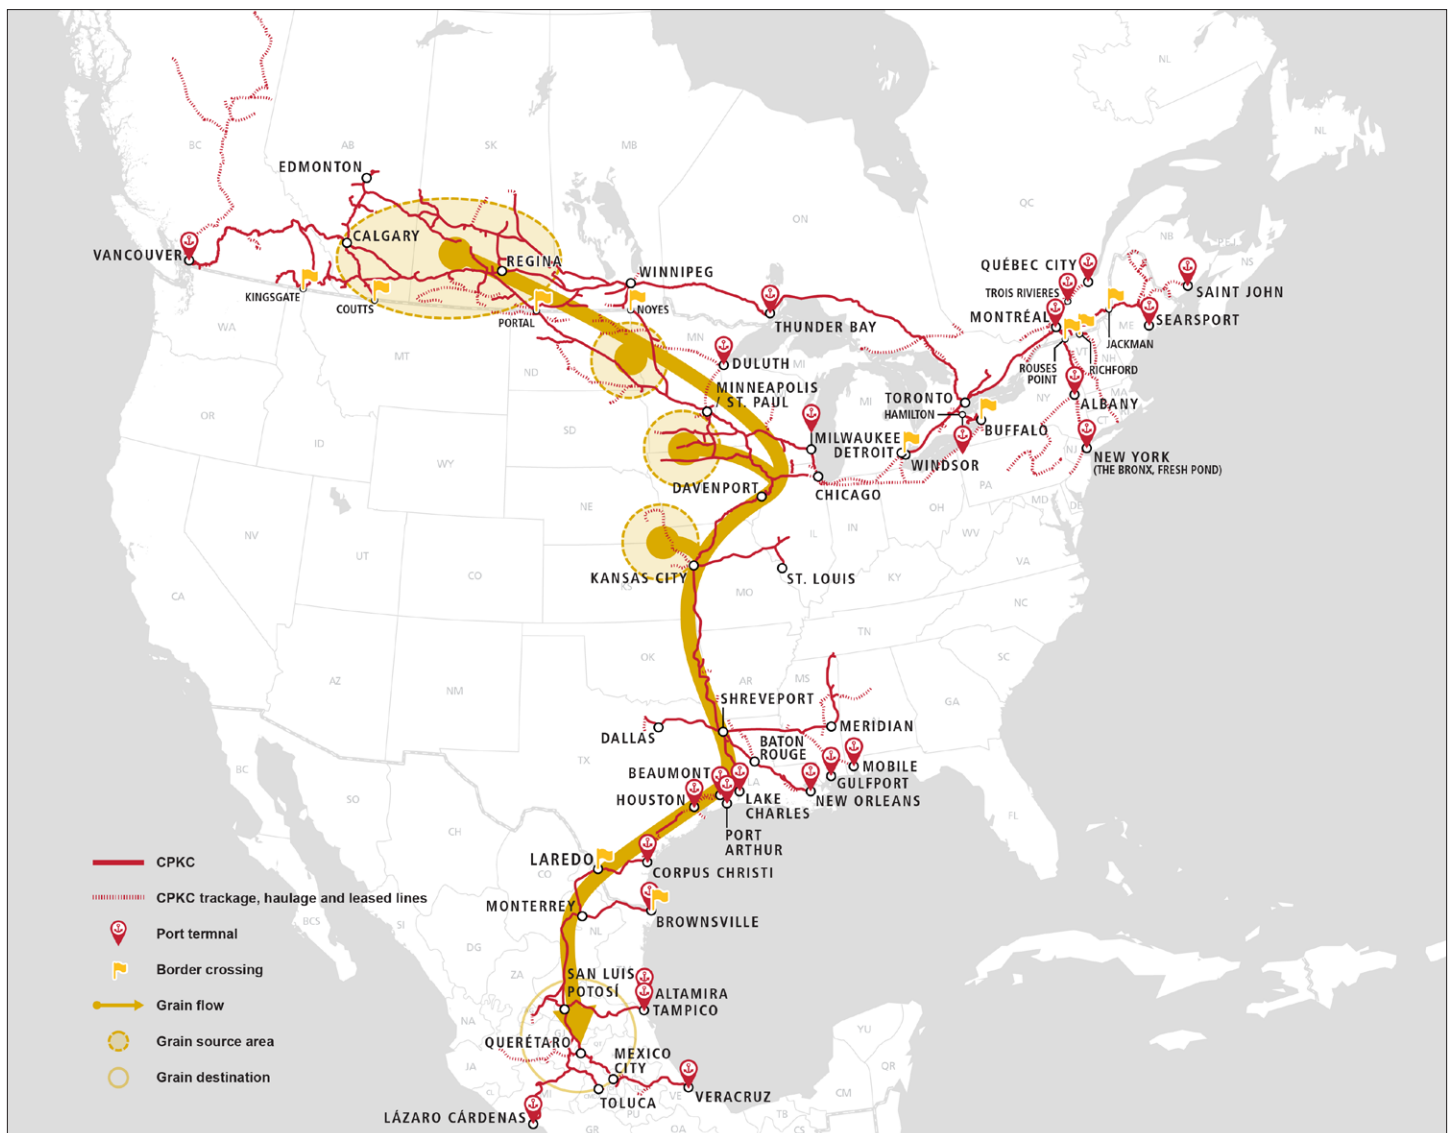 NL
BC
AB
SK
MB
NL
EDMONTON
ON
QC
NB
PEI
NS
CALGARY
VANCOUVER
REGINA
WINNIPEG
QUÉBEC CITY
TROIS RIVIERES
SAINT JOHN
KINGSGATE
COUTTS
PORTAL
NOYES
THUNDER BAY
MONTRÉAL
SEARSPORT
ME
JACKMAN
WA
MT
ND
MN
DULUTH
MI
ROUSES
POINT
VT
NH
RICHFORD
MINNEAPOLIS
/ ST. PAUL
TORONTO
HAMILTON
NY
MA
ALBANY
CT
OR
ID
SD
MI
BUFFALO
MILWAUKEE
DETROIT
WINDSOR
NJ
NEW YORK
(THE BRONX, FRESH POND)
WY
DAVENPORT
CHICAGO
PA
MD
DE
NE
OH
NV
IL
IN
WV
UT
CO
KANSAS CITY
KS
ST. LOUIS
MO
KY
VA
CA
NC
TN
OK
AZ
NM
AR
MS
SC
GA
SHREVEPORT
DALLAS
MERIDIAN
TX
BATON
ROUGE
BC
BEAUMONT
LA
MOBILE
GULFPORT
SO
HOUSTON
LAKE
CHARLES
NEW ORLEANS
FL
CH
PORT
ARTHUR
LAREDO
CO
CORPUS CHRISTI
CPKC
CPKC trackage, haulage and leased lines
MONTERREY
BROWNSVILLE
BCS
SI
NL
DG
Port termnal
Border crossing
ZA
SAN LUIS
POTOSÍ
ALTAMIRA
TAMPICO
Grain flow
NA
Grain source area
QUERÉTARO
MEXICO
CITY
YU
QR
JA
Grain destination
TOLUCA
VE
VERACRUZ
CM
LÁZARO CÁRDENAS
MI
PU
TB
GR
OA
CS